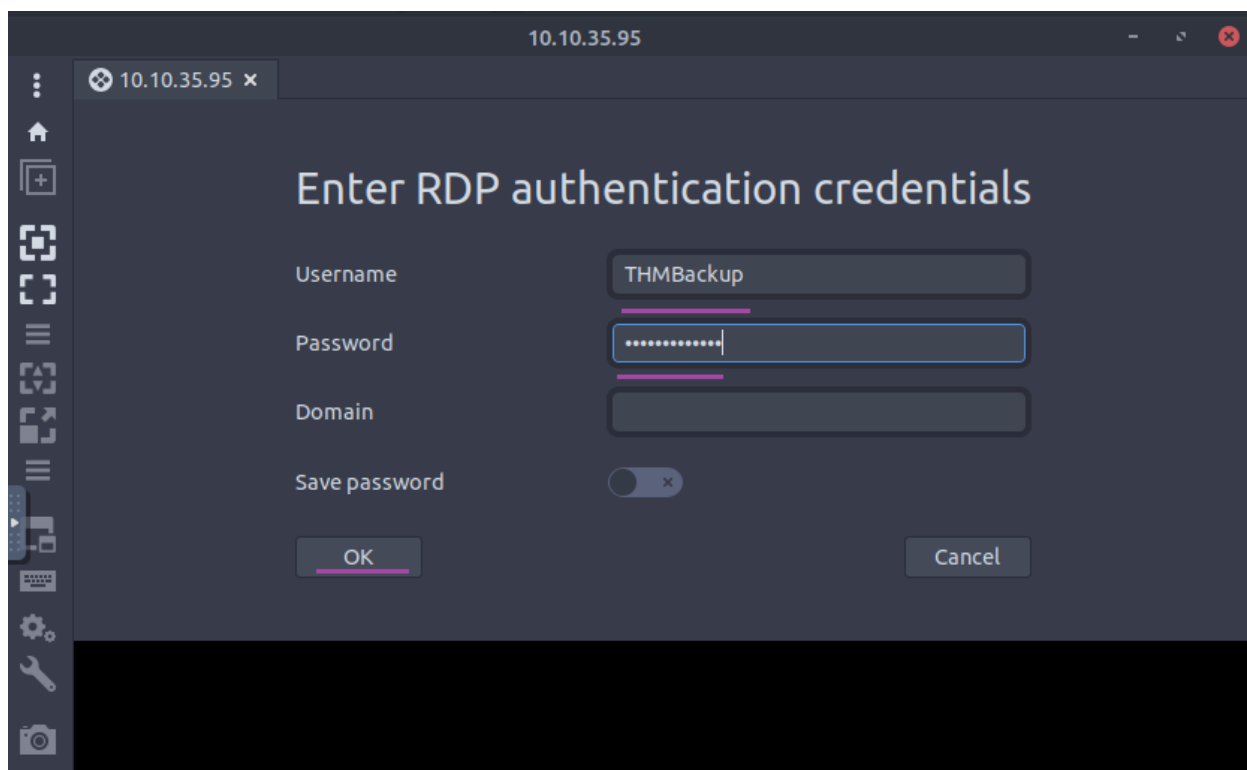 10.10.35.95
10.10.35.95
Enter RDP authentication credentials
Username THMBackup
Password •••••••••••••
Domain
Save password
OK Cancel